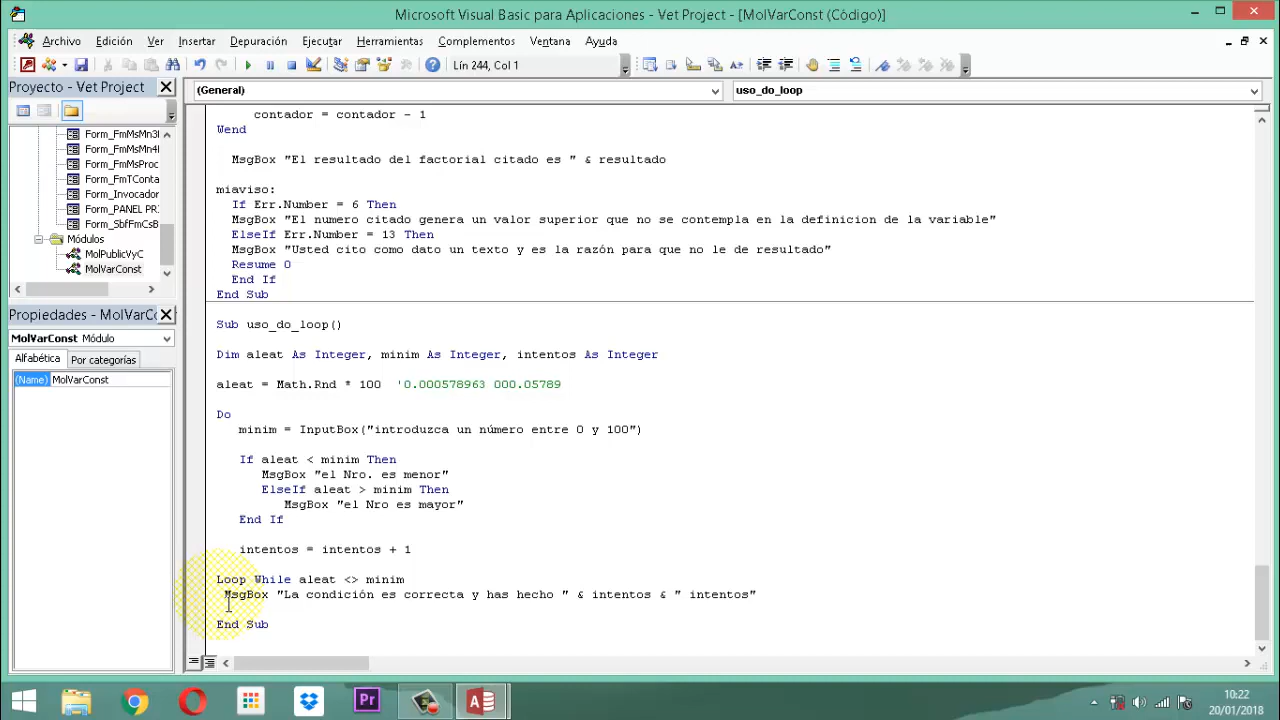 Microsoft Visual Basic para Aplicaciones - Vet Project - [MolVarConst (Código)]
Archivo Edición Ver Insertar Depuración Ejecutar Herramientas Complementos Ventana Ayuda
Lín 244, Col 1
Proyecto - Vet Project
(General)
uso_do_loop
Form_FmMsMn3
Form_FmMsMn4
Form_FmMsProc
Form_FmTConta
Form_Invocador
Form_PANEL PRI
Form_SbfFmCsB
Módulos
MolPublicVyC
MolVarConst
Propiedades - MolVarCo
MolVarConst Módulo
Alfabética Por categorías
(Name) MolVarConst
contador = contador - 1
Wend
MsgBox "El resultado del factorial citado es " & resultado
miaviso:
If Err.Number = 6 Then
MsgBox "El numero citado genera un valor superior que no se contempla en la definicion de la variable"
ElseIf Err.Number = 13 Then
MsgBox "Usted cito como dato un texto y es la razón para que no le de resultado"
Resume 0
End If
End Sub
Sub uso_do_loop()
Dim aleat As Integer, minim As Integer, intentos As Integer
aleat = Math.Rnd * 100 '0.000578963 000.05789
Do
minim = InputBox("introduzca un número entre 0 y 100")
If aleat < minim Then
MsgBox "el Nro. es menor"
ElseIf aleat > minim Then
MsgBox "el Nro es mayor"
End If
intentos = intentos + 1
Loop While aleat <> minim
MsgBox "La condición es correcta y has hecho " & intentos & " intentos"
End Sub
Pr
10:22
20/01/2018